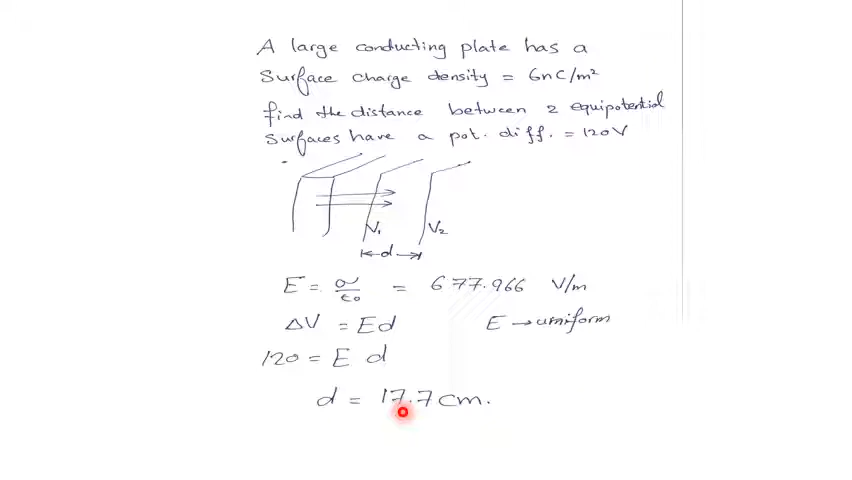 A large conducting plate has a
Surface charge density = 6nC/m²
find the distance between 2 equipotential
Surfaces have a pot. diff. = 120V
V₁ V₂
d
E = σ/ε₀ = 677.966 V/m
ΔV = Ed E → uniform
120 = E d
d = 17.7 cm.